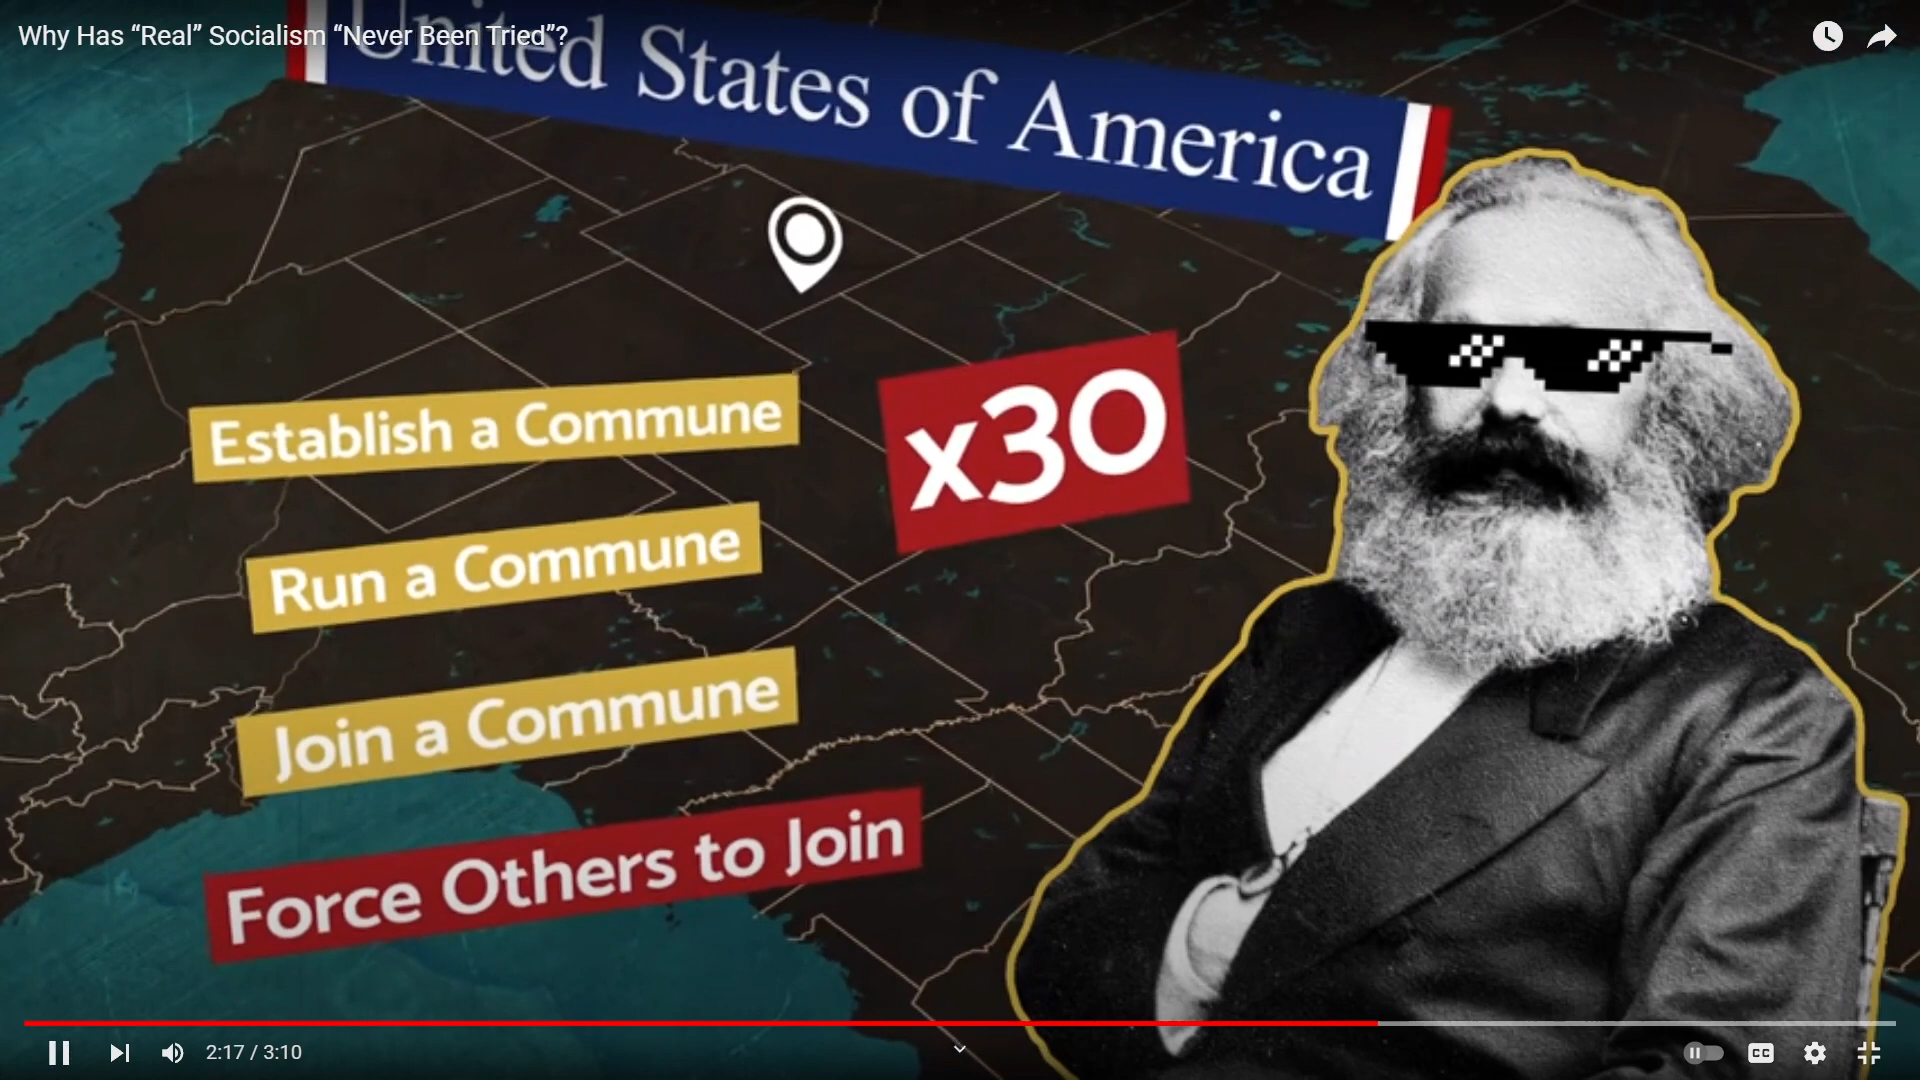 Why Has “Real” Socialism “Never Been Tried”?
United States of America
x30
Establish a Commune
Run a Commune
Join a Commune
Force Others to Join
2:17 / 3:10
CC